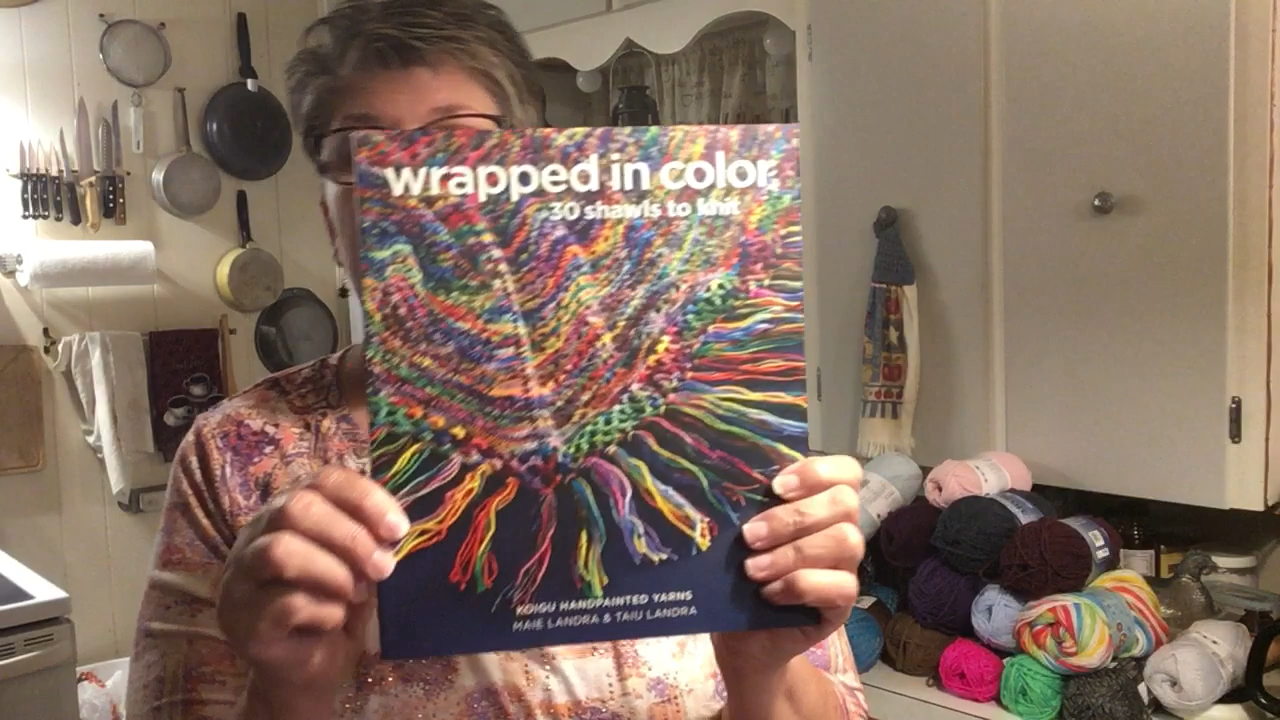 wrapped in color
30 shawls to knit
KOIGU HANDPAINTED YARNS
MAIE LANDRA & TAIU LANDRA